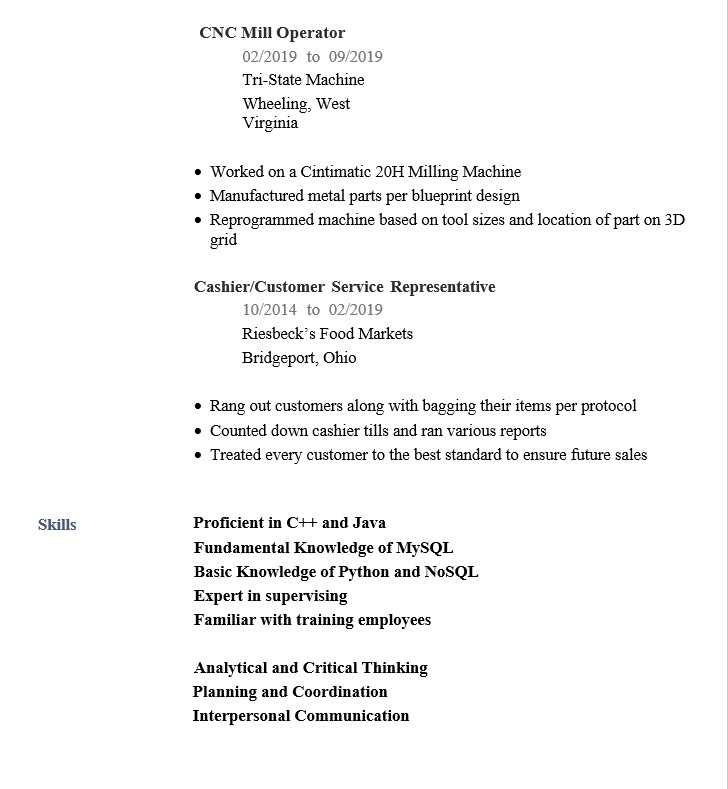 CNC Mill Operator
02/2019 to 09/2019
Tri-State Machine
Wheeling, West
Virginia
• Worked on a Cintimatic 20H Milling Machine
• Manufactured metal parts per blueprint design
• Reprogrammed machine based on tool sizes and location of part on 3D
grid
Cashier/Customer Service Representative
10/2014 to 02/2019
Riesbeck's Food Markets
Bridgeport, Ohio
• Rang out customers along with bagging their items per protocol
• Counted down cashier tills and ran various reports
• Treated every customer to the best standard to ensure future sales
Skills
Proficient in C++ and Java
Fundamental Knowledge of MySQL
Basic Knowledge of Python and NoSQL
Expert in supervising
Familiar with training employees
Analytical and Critical Thinking
Planning and Coordination
Interpersonal Communication